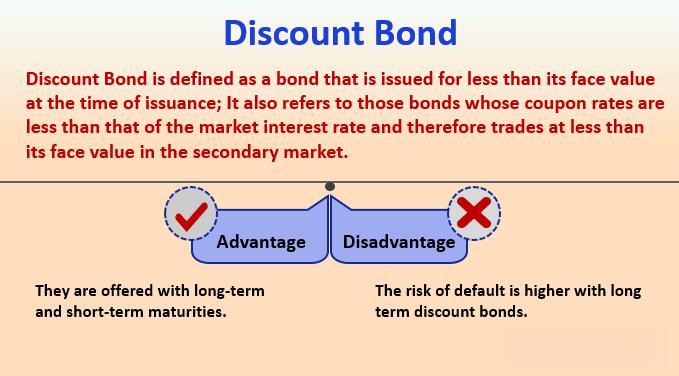 Discount Bond
Discount Bond is defined as a bond that is issued for less than its face value
at the time of issuance; It also refers to those bonds whose coupon rates are
less than that of the market interest rate and therefore trades at less than
its face value in the secondary market.
Advantage
Disadvantage
They are offered with long-term
and short-term maturities.
The risk of default is higher with long
term discount bonds.